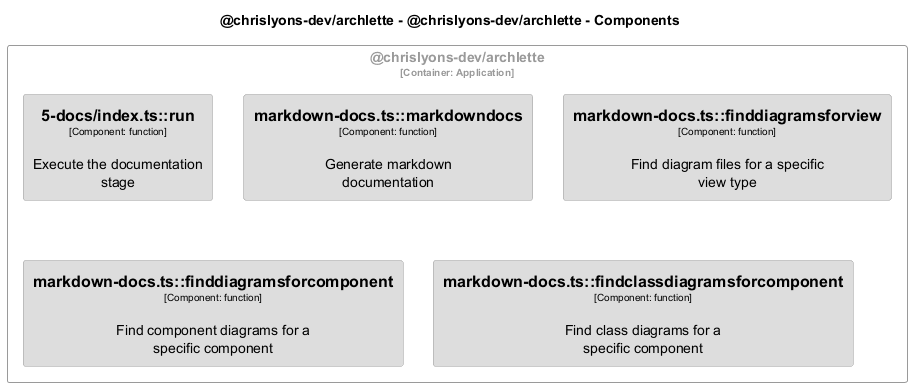 @chrislyons-dev/archlette - @chrislyons-dev/archlette - Components
@chrislyons-dev/archlette
[Container: Application]
5-docs/index.ts::run
[Component: function]
Execute the documentation
stage
markdown-docs.ts::markdowndocs
[Component: function]
Generate markdown
documentation
markdown-docs.ts::finddiagramsforview
[Component: function]
Find diagram files for a specific
view type
markdown-docs.ts::finddiagramsforcomponent
[Component: function]
Find component diagrams for a
specific component
markdown-docs.ts::findclassdiagramsforcomponent
[Component: function]
Find class diagrams for a
specific component